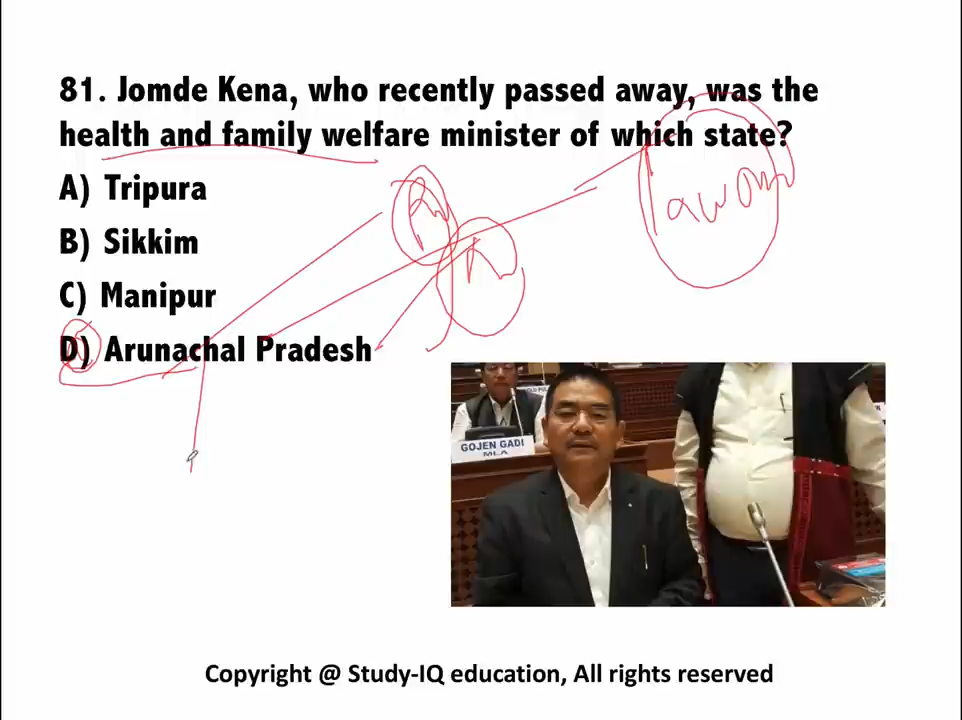 81. Jomde Kena, who recently passed away, was the
health and family welfare minister of which state?
A) Tripura
B) Sikkim
C) Manipur
D) Arunachal Pradesh
GOJEN GADI
MLA
Copyright @ Study-IQ education, All rights reserved